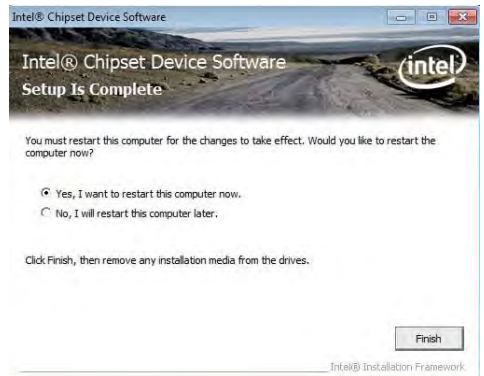 Intel® Chipset Device Software
Intel® Chipset Device Software
intel
Setup Is Complete
You must restart this computer for the changes to take effect. Would you like to restart the
computer now?
Yes, I want to restart this computer now.
No, I will restart this computer later.
Click Finish, then remove any installation media from the drives.
Finish
Intel® Installation Framework